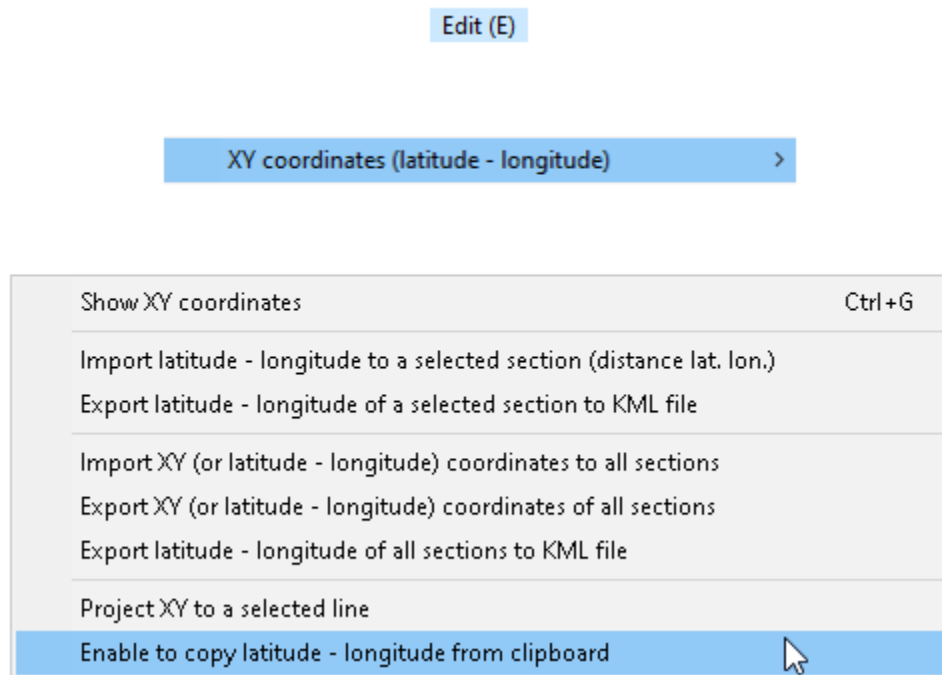 Edit (E)
XY coordinates (latitude - longitude) >
Show XY coordinates Ctrl+G
Import latitude - longitude to a selected section (distance lat. lon.)
Export latitude - longitude of a selected section to KML file
Import XY (or latitude - longitude) coordinates to all sections
Export XY (or latitude - longitude) coordinates of all sections
Export latitude - longitude of all sections to KML file
Project XY to a selected line
Enable to copy latitude - longitude from clipboard